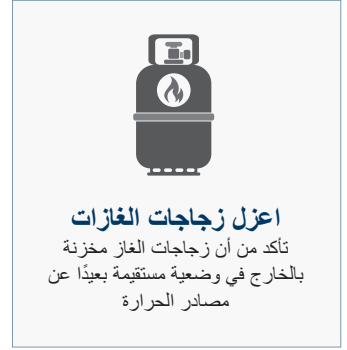 اعزل زجاجات الغازات
تأكد من أن زجاجات الغاز مخزنة
بالخارج في وضعية مستقيمة بعيدًا عن
مصادر الحرارة